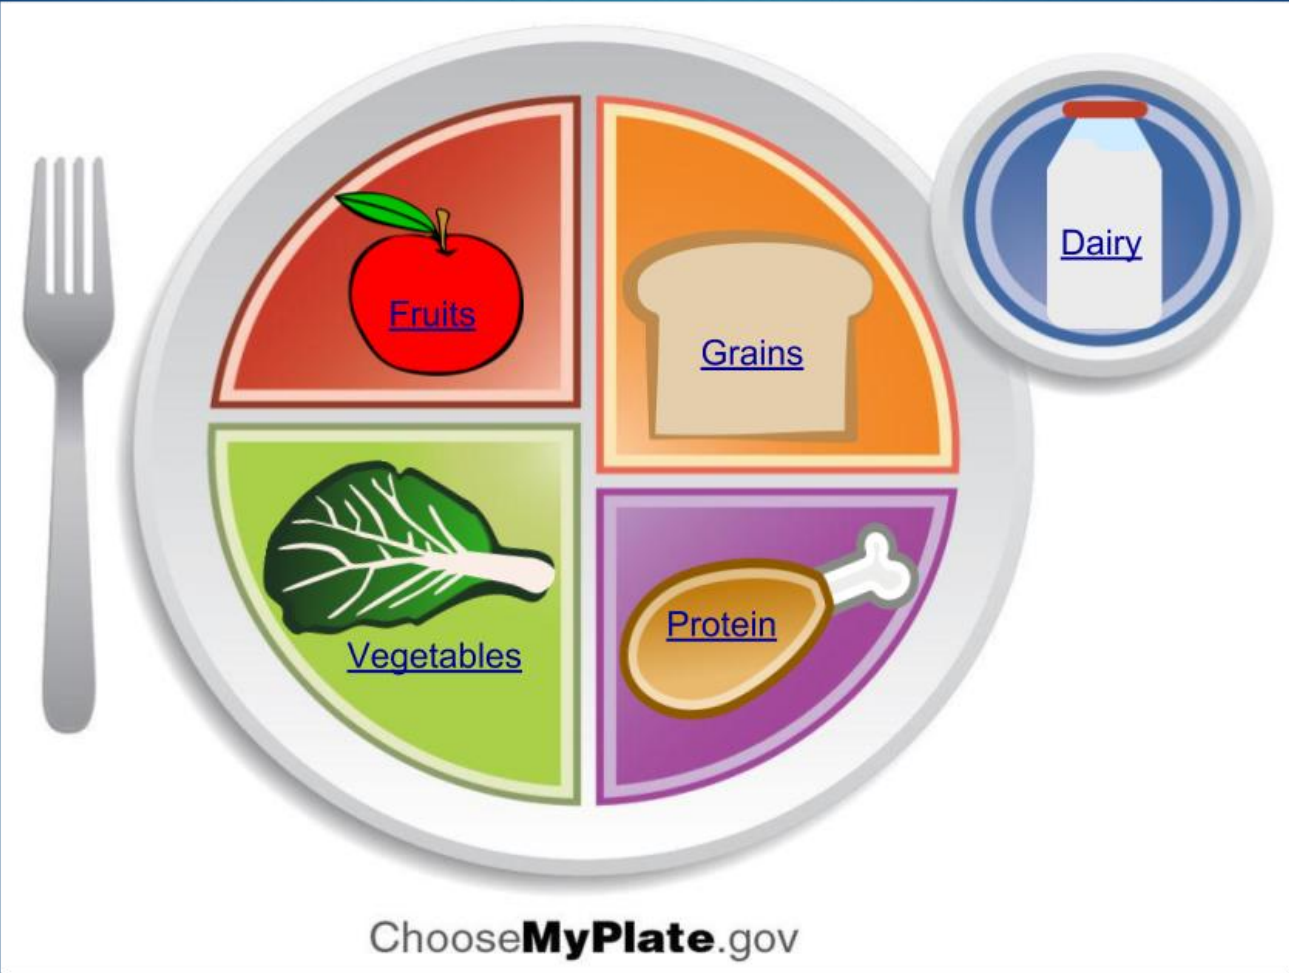 Fruits
Grains
Dairy
Vegetables
Protein
ChooseMyPlate.gov